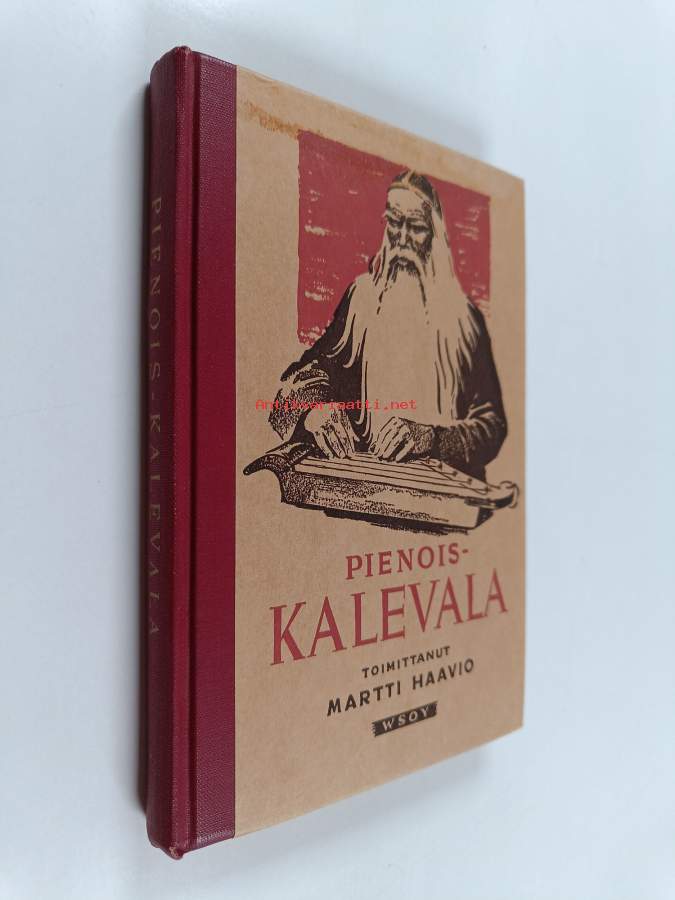 PIENOIS-KALEVALA
Antikvariaatti.net
PIENOIS-
KALEVALA
TOIMITTANUT
MARTTI HAAVIO
WSOY